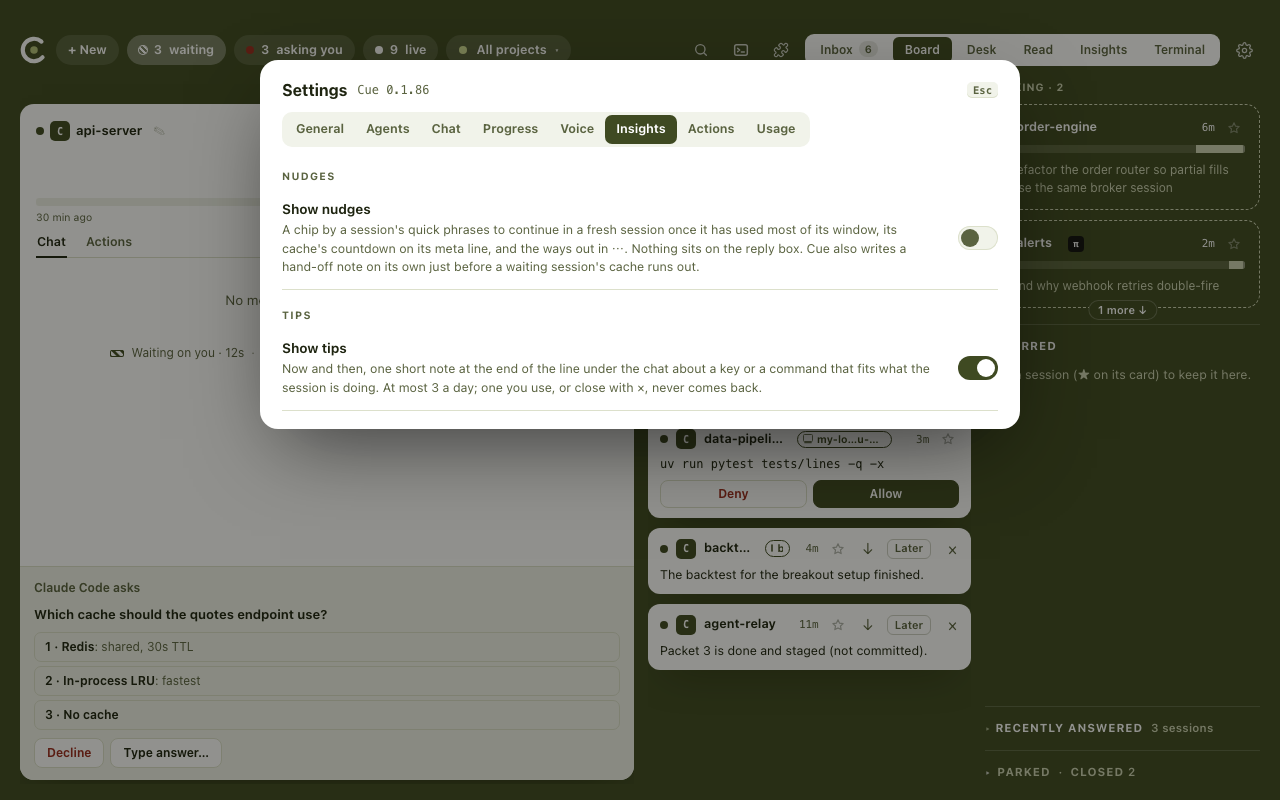 + New
3 waiting
3 asking you
9 live
All projects ·
Inbox 6
Board
Desk
Read
Insights
Terminal
Settings Cue 0.1.86
Esc
General
Agents
Chat
Progress
Voice
Insights
Actions
Usage
NUDGES
Show nudges
A chip by a session's quick phrases to continue in a fresh session once it has used most of its window, its
cache's countdown on its meta line, and the ways out in ···. Nothing sits on the reply box. Cue also writes a
hand-off note on its own just before a waiting session's cache runs out.
TIPS
Show tips
Now and then, one short note at the end of the line under the chat about a key or a command that fits what the
session is doing. At most 3 a day; one you use, or close with ×, never comes back.
C api-server
30 min ago
Chat
Actions
No
Waiting on you · 12s ·
Claude Code asks
Which cache should the quotes endpoint use?
1 · Redis: shared, 30s TTL
2 · In-process LRU: fastest
3 · No cache
Decline
Type answer...
C data-pipeli... my-lo...u-... 3m
uv run pytest tests/lines -q -x
Deny
Allow
C backt... 4m
Later ×
The backtest for the breakout setup finished.
C agent-relay 11m
Later ×
Packet 3 is done and staged (not committed).
ING · 2
order-engine 6m
efactor the order router so partial fills
se the same broker session
alerts π 2m
nd why webhook retries double-fire
1 more ↓
RRED
session (★ on its card) to keep it here.
RECENTLY ANSWERED 3 sessions
PARKED · CLOSED 2